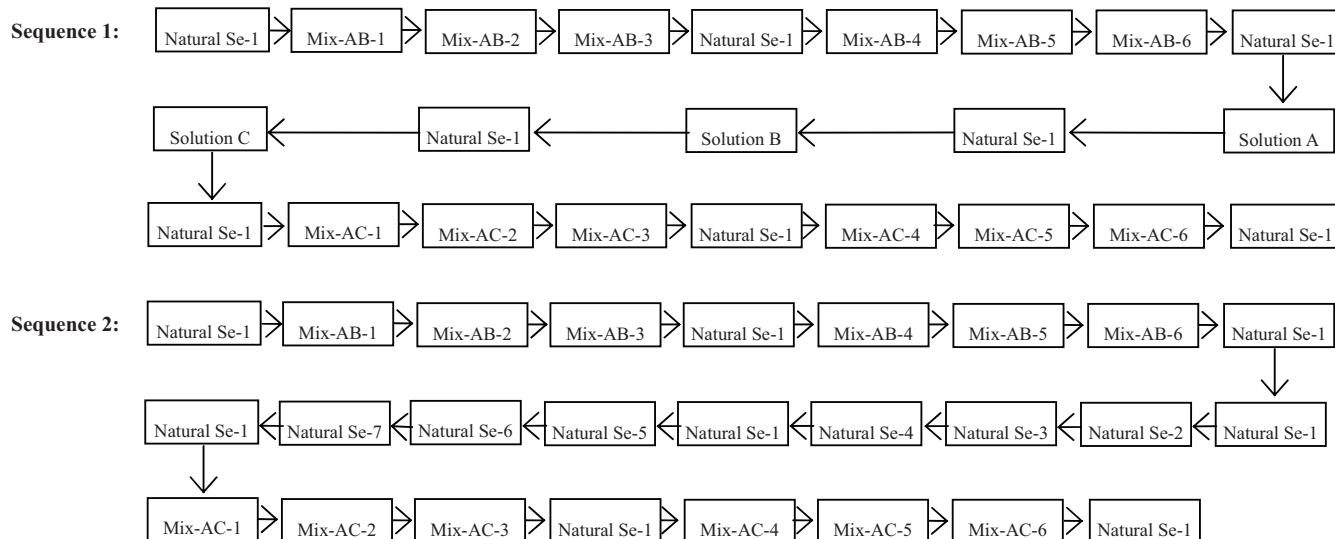 Sequence 1: Natural Se-1 Mix-AB-1 Mix-AB-2 Mix-AB-3 Natural Se-1 Mix-AB-4 Mix-AB-5 Mix-AB-6 Natural Se-1
Solution C Natural Se-1 Solution B Natural Se-1 Solution A
Natural Se-1 Mix-AC-1 Mix-AC-2 Mix-AC-3 Natural Se-1 Mix-AC-4 Mix-AC-5 Mix-AC-6 Natural Se-1
Sequence 2: Natural Se-1 Mix-AB-1 Mix-AB-2 Mix-AB-3 Natural Se-1 Mix-AB-4 Mix-AB-5 Mix-AB-6 Natural Se-1
Natural Se-1 Natural Se-7 Natural Se-6 Natural Se-5 Natural Se-1 Natural Se-4 Natural Se-3 Natural Se-2 Natural Se-1
Mix-AC-1 Mix-AC-2 Mix-AC-3 Natural Se-1 Mix-AC-4 Mix-AC-5 Mix-AC-6 Natural Se-1